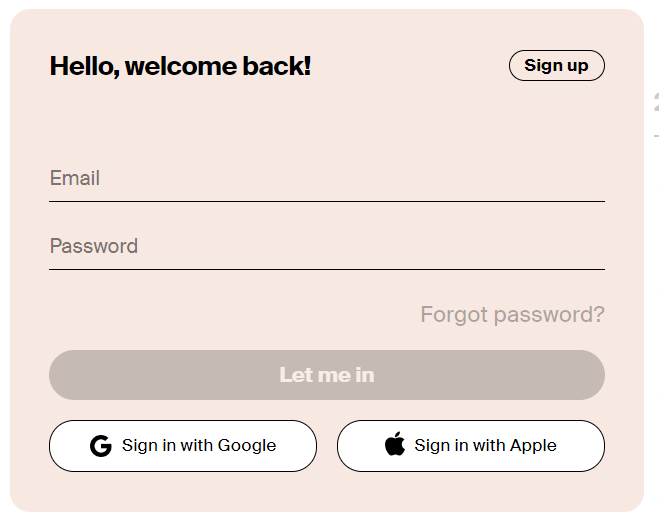 Hello, welcome back!
Sign up
Email
Password
Forgot password?
Let me in
Sign in with Google
Sign in with Apple